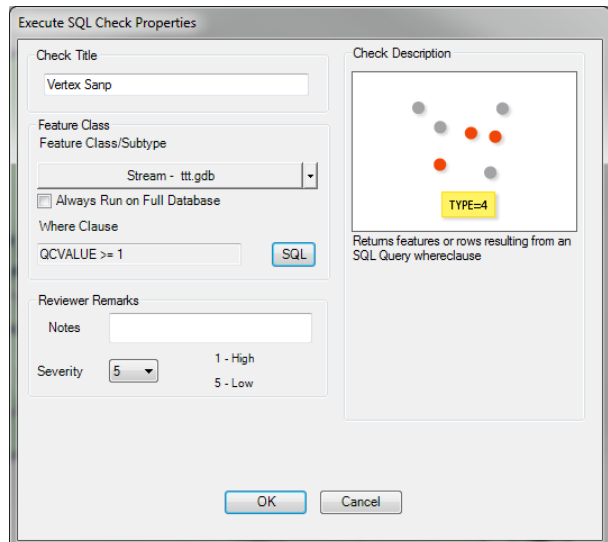 Execute SQL Check Properties
Check Title
Vertex Sanp
Feature Class
Feature Class/Subtype
Stream - ttt.gdb
Always Run on Full Database
Where Clause
QCVALUE >= 1
SQL
Reviewer Remarks
Notes
Severity
5
1 - High
5 - Low
Check Description
TYPE=4
Returns features or rows resulting from an
SQL Query whereclause
OK
Cancel